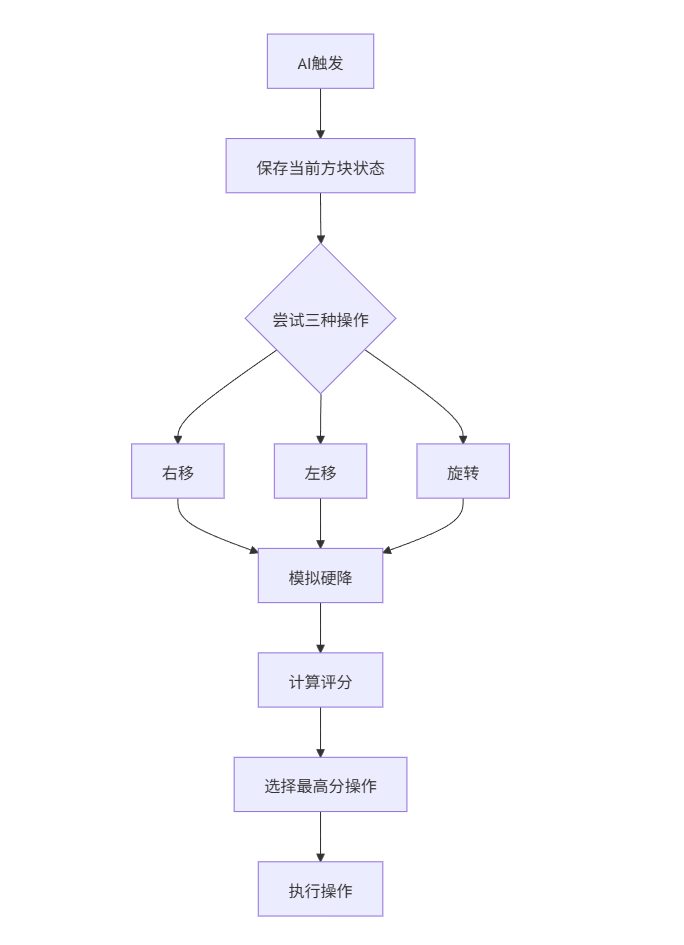 AI触发
保存当前方块状态
尝试三种操作
右移
左移
旋转
模拟硬降
计算评分
选择最高分操作
执行操作